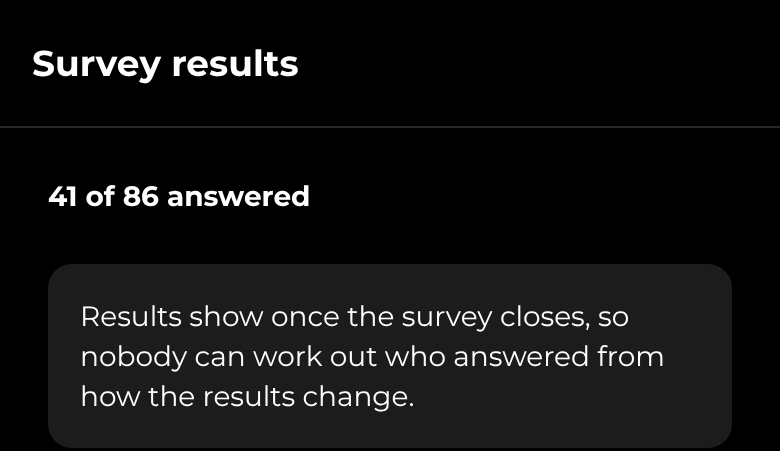 Survey results
41 of 86 answered
Results show once the survey closes, so
nobody can work out who answered from
how the results change.